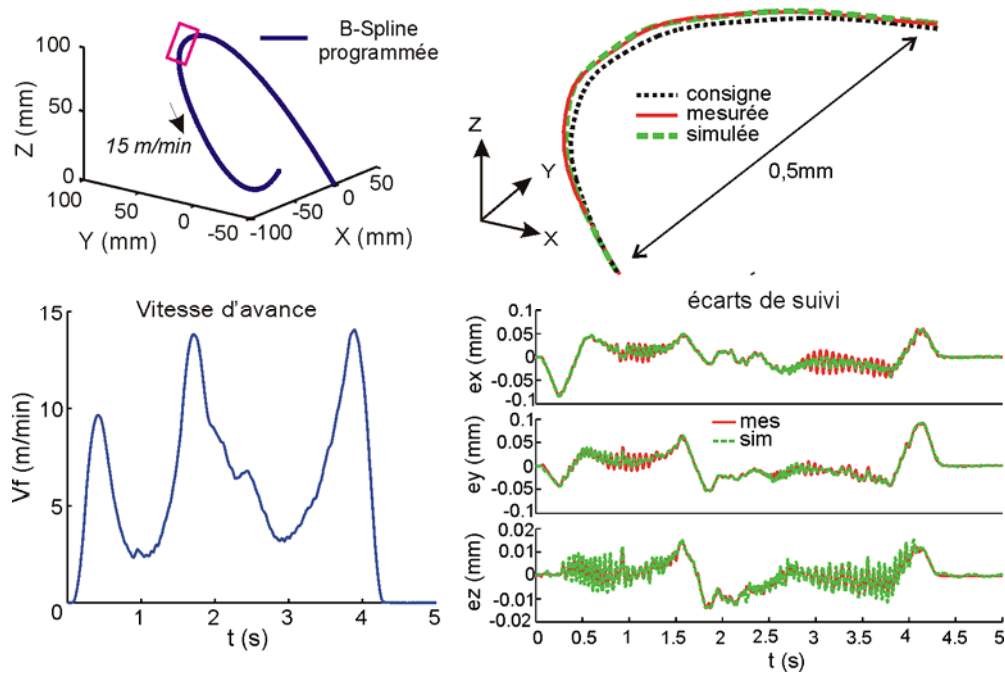 B-Spline
programmée
Z (mm)
100
50
0
15 m/min
100
50
0
-50
-100
Y (mm)
-50
0
50
X (mm)
consigne
mesurée
simulée
0,5mm
Z
Y
X
Vitesse d'avance
Vf (m/min)
15
10
5
0
1
2
3
4
5
t (s)
écarts de suivi
ex (mm)
0.1
0.05
0
-0.05
-0.1
ey (mm)
0.1
0.05
0
-0.05
-0.1
mes
sim
ez (mm)
0.02
0.01
0
-0.01
-0.02
0
0.5
1
1.5
2
2.5
3
3.5
4
4.5
5
t (s)